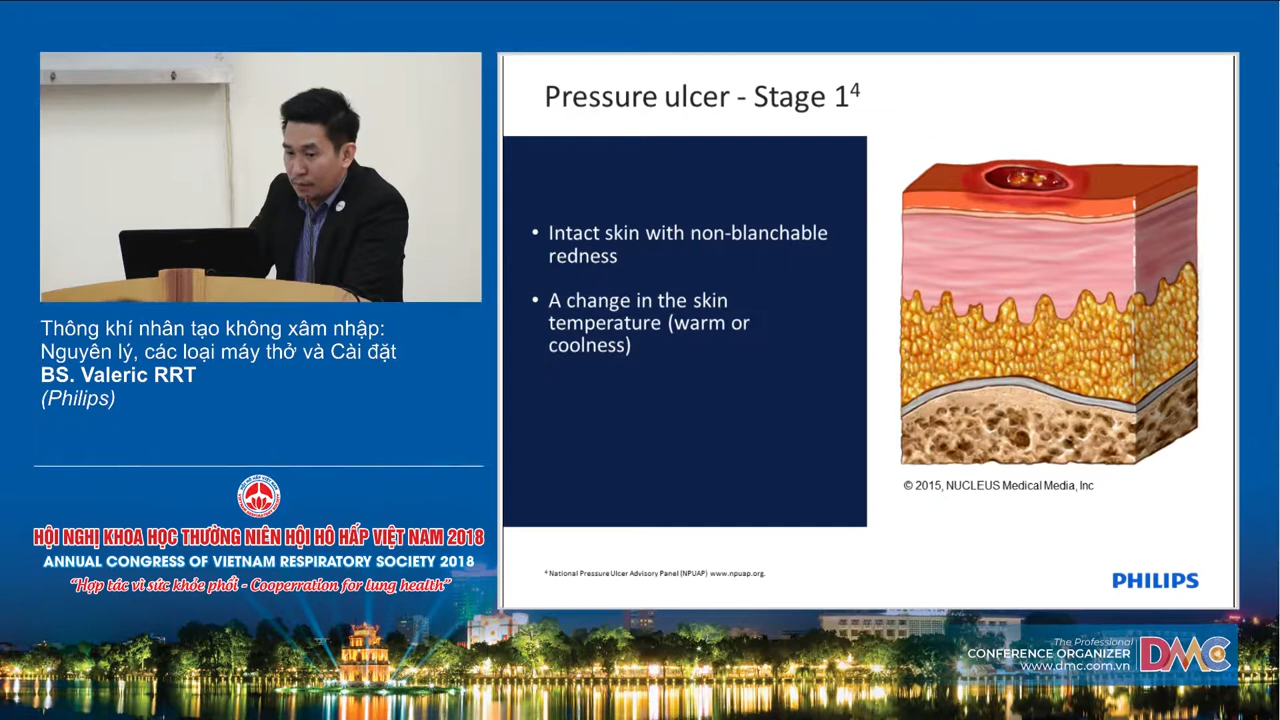 Thông khí nhân tạo không xâm nhập:
Nguyên lý, các loại máy thở và Cài đặt
BS. Valeric RRT
(Philips)
HỘI NGHỊ KHOA HỌC THƯỜNG NIÊN HỘI HÔ HẤP VIỆT NAM 2018
ANNUAL CONGRESS OF VIETNAM RESPIRATORY SOCIETY 2018
“Hợp tác vì sức khỏe phổi - Cooperration for lung health”
Pressure ulcer - Stage 1⁴
• Intact skin with non-blanchable
redness
• A change in the skin
temperature (warm or
coolness)
© 2015, NUCLEUS Medical Media, Inc
⁴ National Pressure Ulcer Advisory Panel (NPUAP) www.npuap.org.
PHILIPS
The Professional
CONFERENCE ORGANIZER
www.dmc.com.vn
DMC